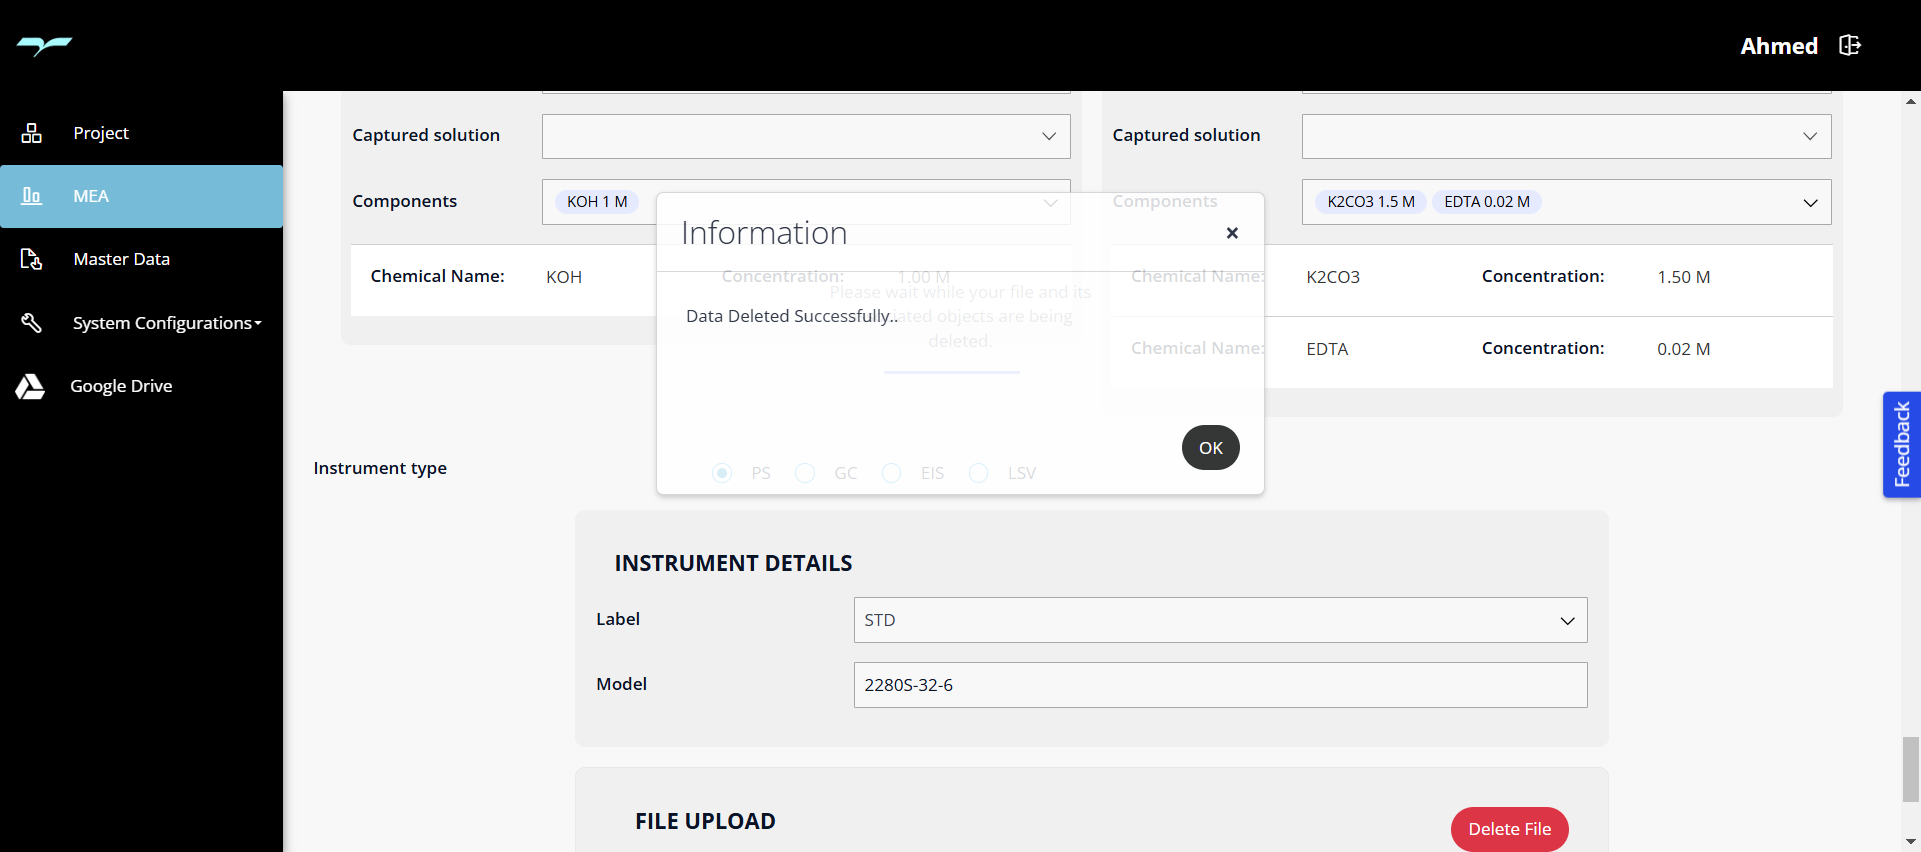 Ahmed
Project
MEA
Master Data
System Configurations
Google Drive
Captured solution
Captured solution
Components
KOH 1 M
Components
K2CO3 1.5 M
EDTA 0.02 M
Information
Chemical Name:
KOH
Concentration:
1.00 M
Chemical Name:
K2CO3
Concentration:
1.50 M
Please wait while your file and its
Data Deleted Successfully..
objects are being
deleted.
Chemical Name:
EDTA
Concentration:
0.02 M
OK
Feedback
Instrument type
PS
GC
EIS
LSV
INSTRUMENT DETAILS
Label
STD
Model
2280S-32-6
FILE UPLOAD
Delete File